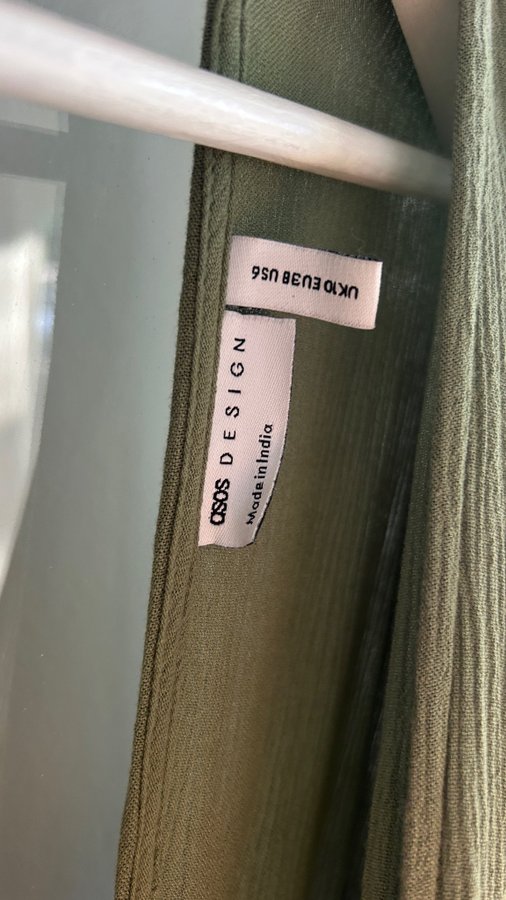 UK10 EU38 US6
asos DESIGN
Made in India